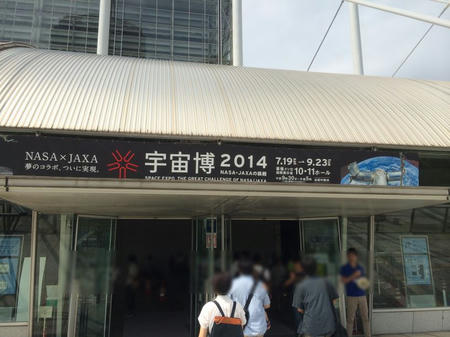 NASA×JAXA
夢のコラボ、ついに実現。
宇宙博2014
NASA・JAXAの挑戦
SPACE EXPO, THE GREAT CHALLENGE OF NASA/JAXA
7.19 — 9.23
10・11ホール